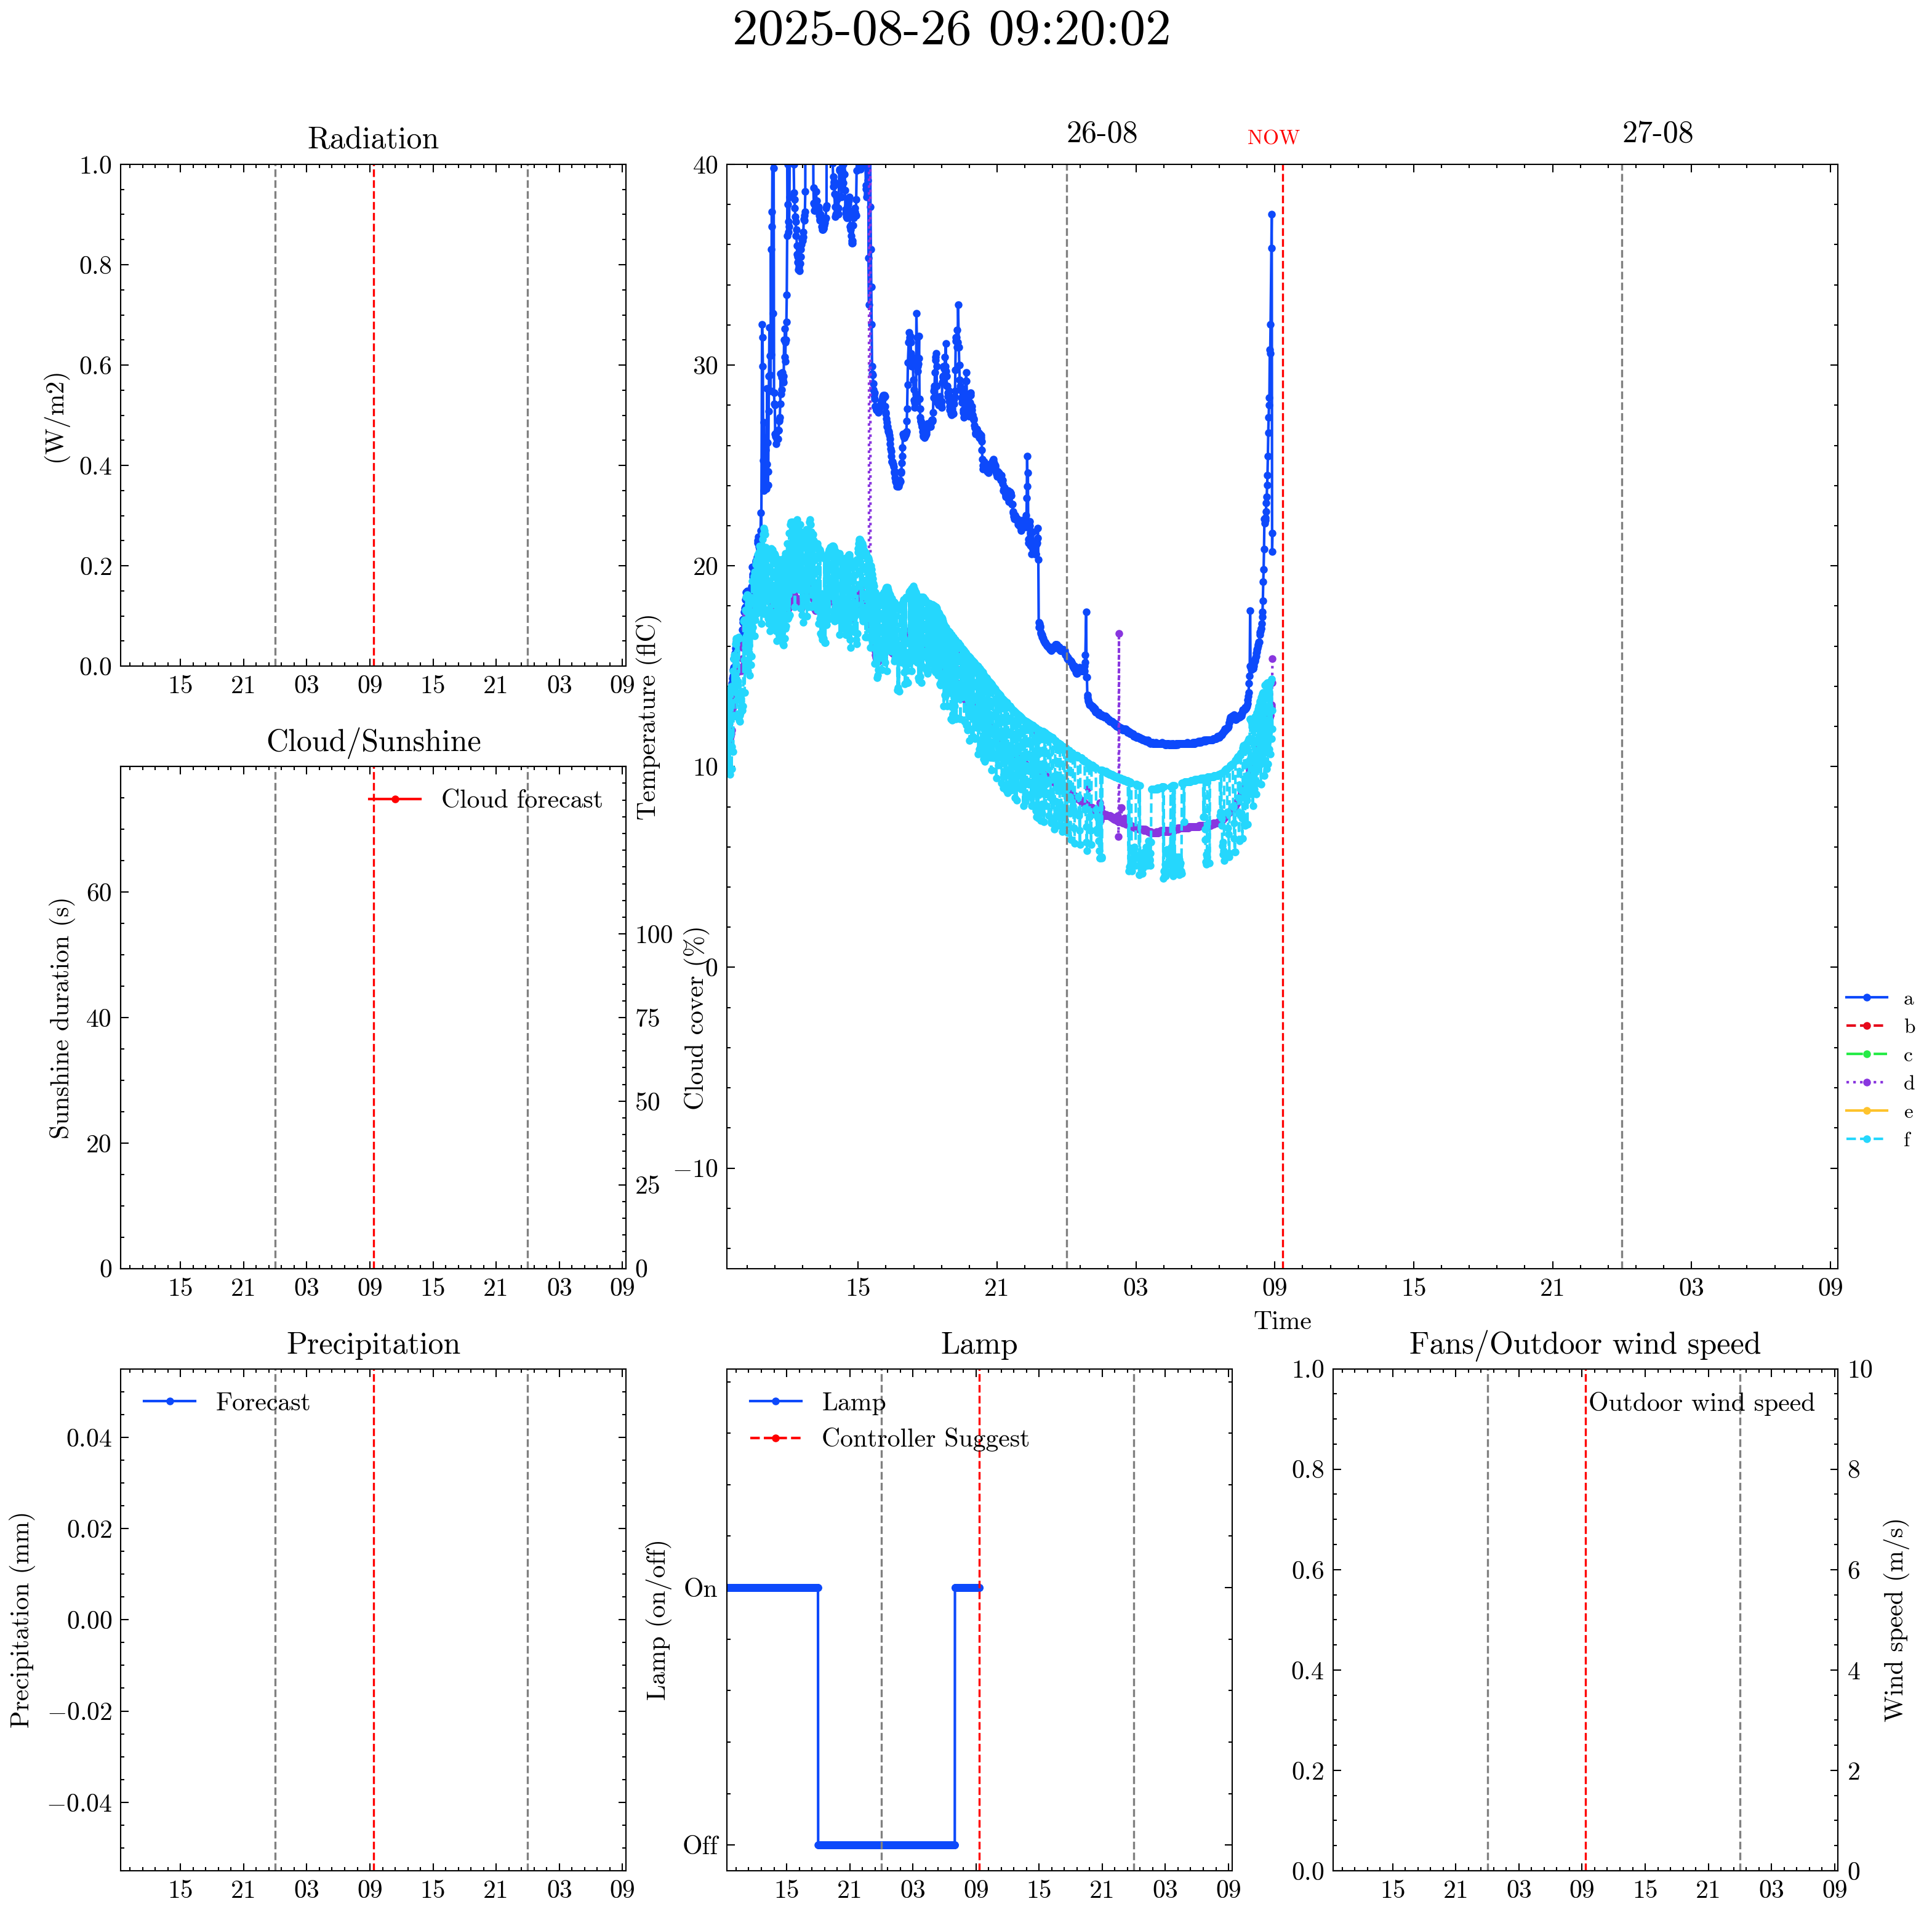 2025-08-26 09:20:02
Radiation
(W/m2)
1.0
0.8
0.6
0.4
0.2
0.0
15 21 03 09 15 21 03 09
26-08
NOW
27-08
Temperature (flC)
40
30
20
10
0
−10
15 21 03 09 15 21 03 09
Time
a
b
c
d
e
f
Cloud/Sunshine
Cloud forecast
Sunshine duration (s)
60
40
20
0
Cloud cover (%)
100
75
50
25
0
15 21 03 09 15 21 03 09
Precipitation
Forecast
Precipitation (mm)
0.04
0.02
0.00
−0.02
−0.04
15 21 03 09 15 21 03 09
Lamp
Lamp
Controller Suggest
Lamp (on/off)
On
Off
15 21 03 09 15 21 03 09
Fans/Outdoor wind speed
Outdoor wind speed
1.0
0.8
0.6
0.4
0.2
0.0
Wind speed (m/s)
10
8
6
4
2
0
15 21 03 09 15 21 03 09